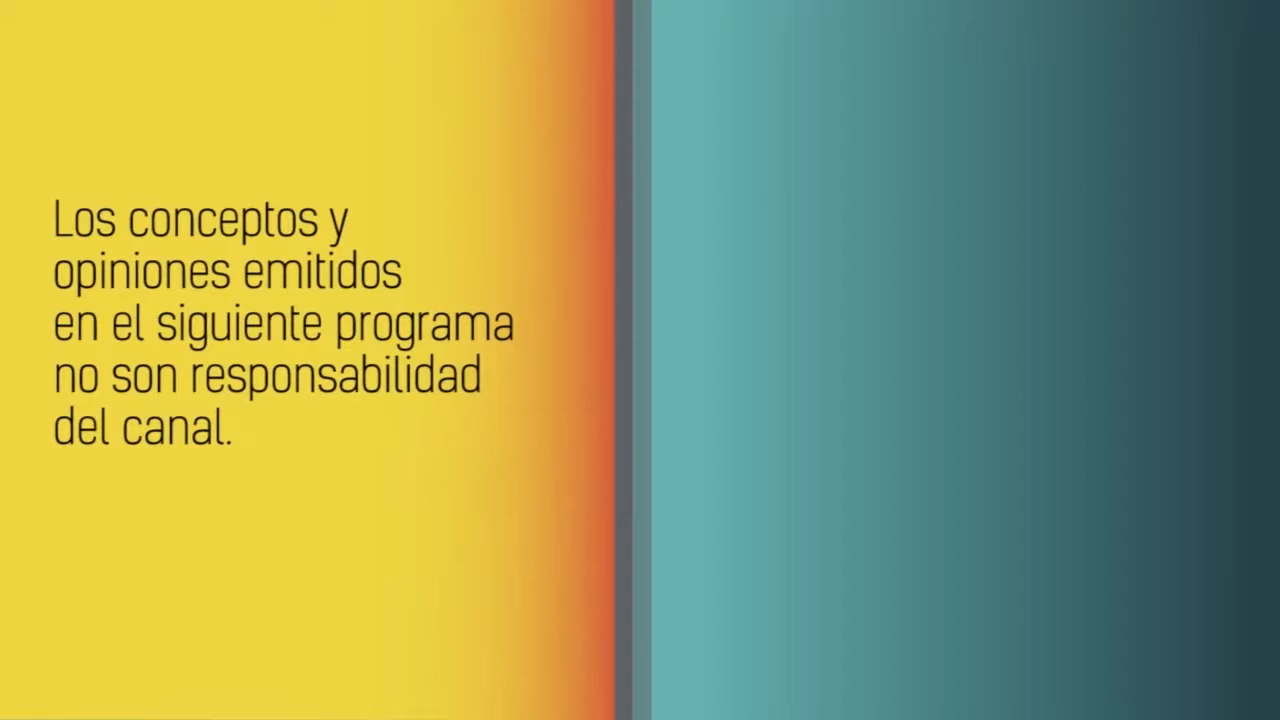 Los conceptos y
opiniones emitidos
en el siguiente programa
no son responsabilidad
del canal.